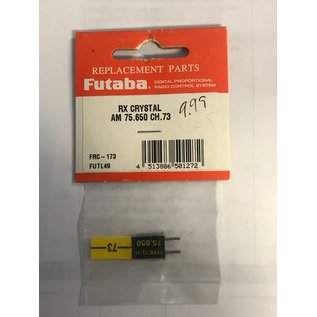 REPLACEMENT PARTS
Futaba
DIGITAL PROPORTIONAL
RADIO CONTROL SYSTEM
RX CRYSTAL
AM 75.650 CH.73
9.99
FRC-173
FUTL49
4 513886 501272
73
75.650